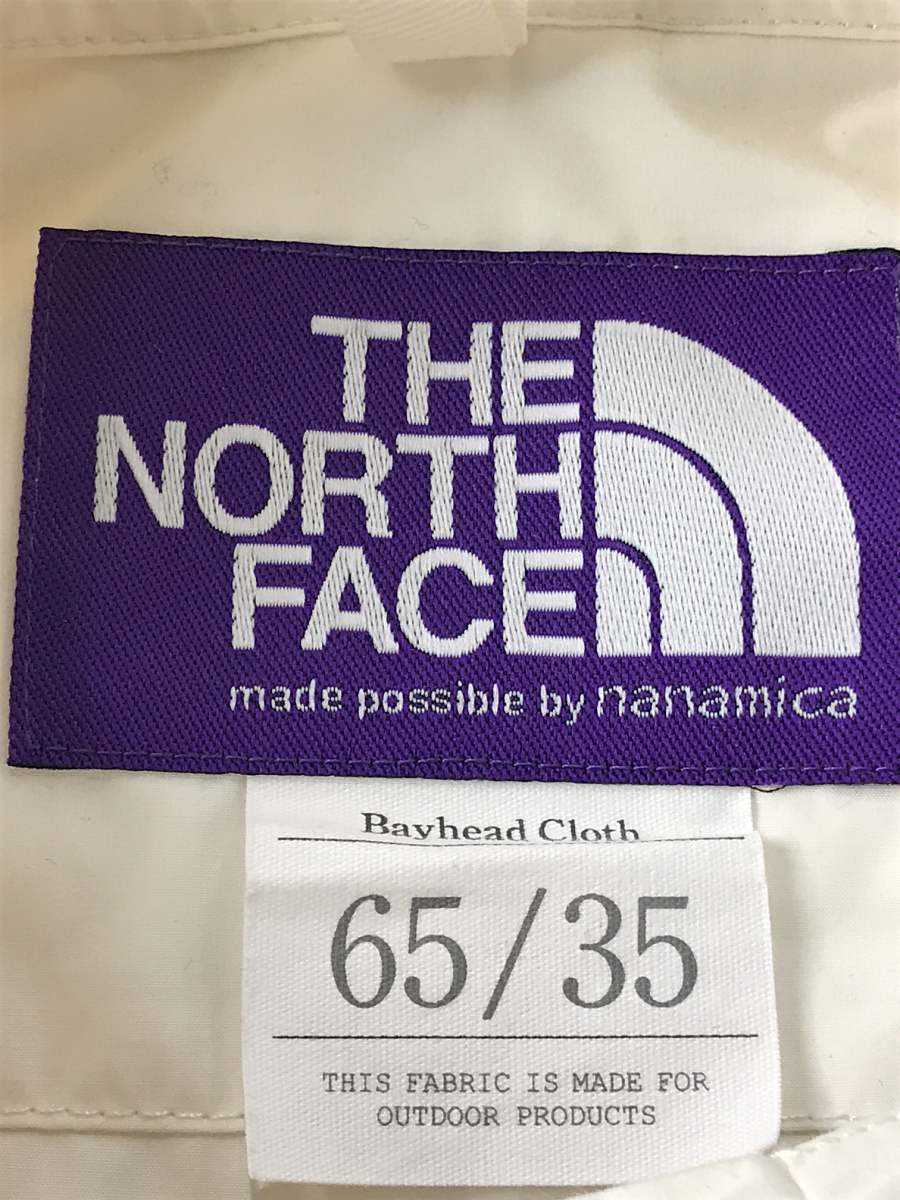 THE
NORTH
FACE
made possible by nanamica
Bayhead Cloth
65/35
THIS FABRIC IS MADE FOR
OUTDOOR PRODUCTS